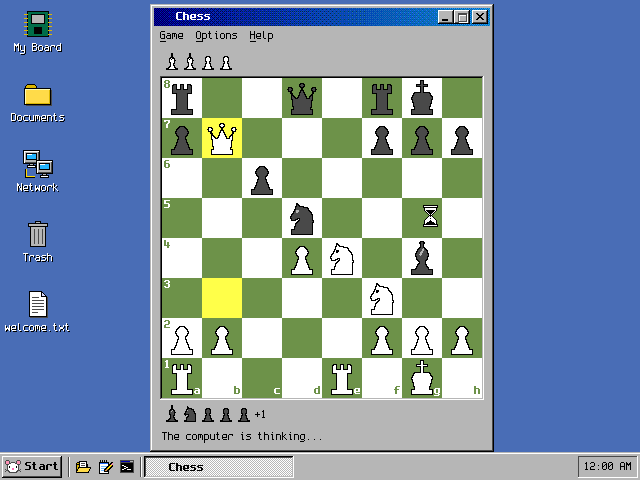 My Board
Documents
Network
Trash
welcome.txt
Chess
Game Options Help
8
7
6
5
4
3
2
1
a b c d e f g h
+1
The computer is thinking...
Start
Chess
12:00 AM